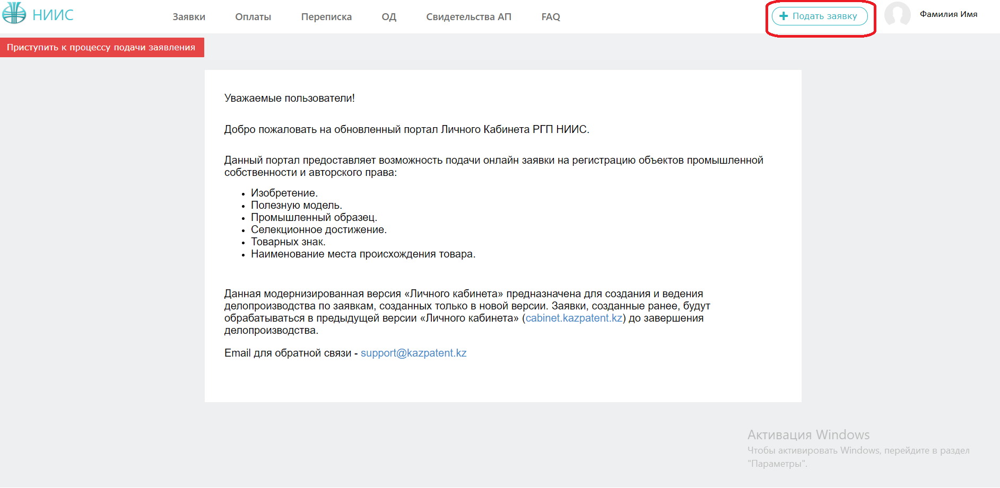 НИИС
Заявки
Оплаты
Переписка
ОД
Свидетельства АП
FAQ
Подать заявку
Фамилия Имя
Приступить к процессу подачи заявления
Уважаемые пользователи!
Добро пожаловать на обновленный портал Личного Кабинета РГП НИИС.
Данный портал предоставляет возможность подачи онлайн заявки на регистрацию объектов промышленной
собственности и авторского права:
• Изобретение.
• Полезную модель.
• Промышленный образец.
• Селекционное достижение.
• Товарных знак.
• Наименование места происхождения товара.
Данная модернизированная версия «Личного кабинета» предназначена для создания и ведения
делопроизводства по заявкам, созданных только в новой версии. Заявки, созданные ранее, будут
обрабатываться в предыдущей версии «Личного кабинета» (cabinet.kazpatent.kz) до завершения
делопроизводства.
Email для обратной связи - support@kazpatent.kz
Активация Windows
Чтобы активировать Windows, перейдите в раздел
"Параметры".